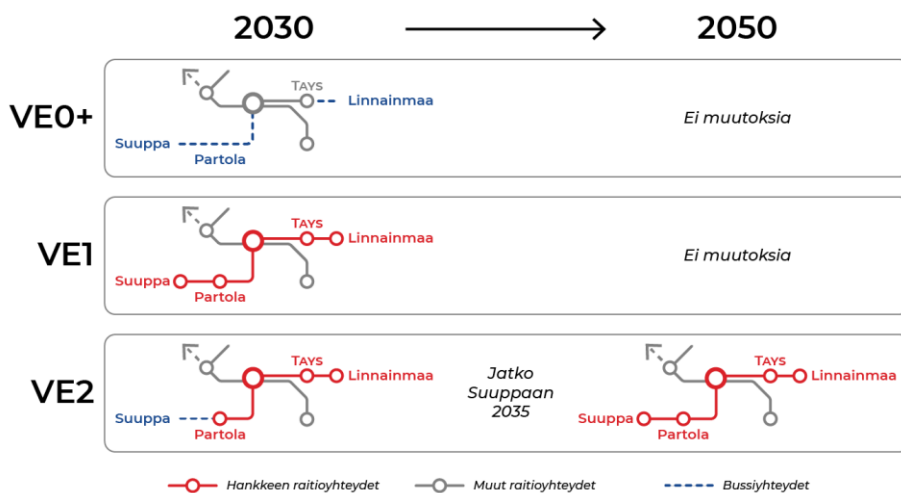 2030
2050
VE0+
TAYS
Linnainmaa
Suuppa
Partola
Ei muutoksia
VE1
TAYS
Linnainmaa
Suuppa
Partola
Ei muutoksia
VE2
TAYS
Linnainmaa
Suuppa
Partola
Jatko
Suuppaan
2035
TAYS
Linnainmaa
Suuppa
Partola
Hankkeen raitioyhteydet
Muut raitioyhteydet
Bussiyhteydet